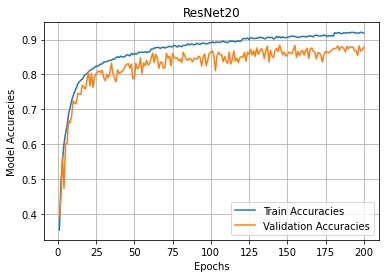 ResNet20
Model Accuracies
0.9
0.8
0.7
0.6
0.5
0.4
0 25 50 75 100 125 150 175 200
Epochs
Train Accuracies
Validation Accuracies